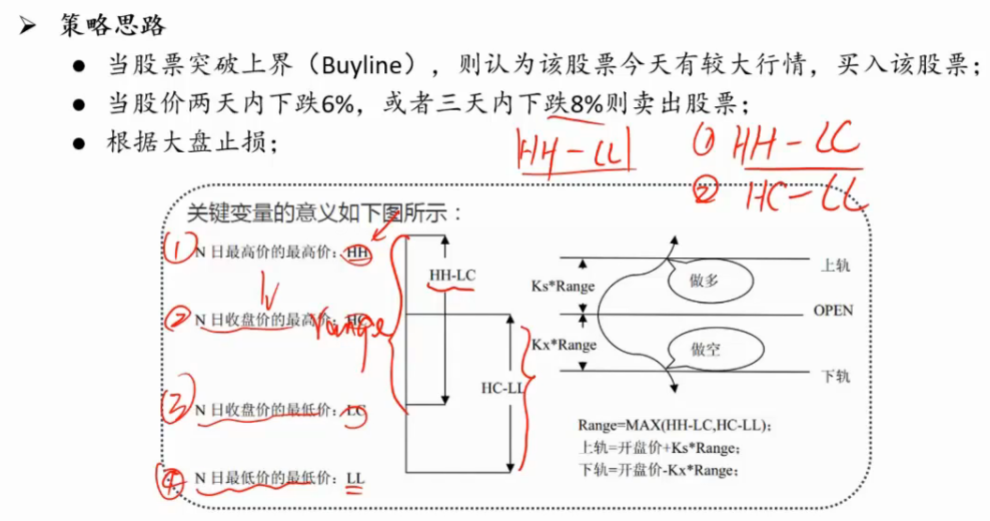 ➢ 策略思路
● 当股票突破上界（Buyline），则认为该股票今天有较大行情，买入该股票；
● 当股价两天内下跌6%，或者三天内下跌8%则卖出股票；
● 根据大盘止损；
HH-LL
① HH-LC
② HC-LL
关键变量的意义如下图所示：
① N 日最高价的最高价：HH
② N 日收盘价的最高价：HC
③ N 日收盘价的最低价：LC
④ N 日最低价的最低价：LL
range
HH-LC
HC-LL
Ks*Range
Kx*Range
做多
做空
上轨
OPEN
下轨
Range=MAX(HH-LC,HC-LL);
上轨=开盘价+Ks*Range;
下轨=开盘价-Kx*Range;